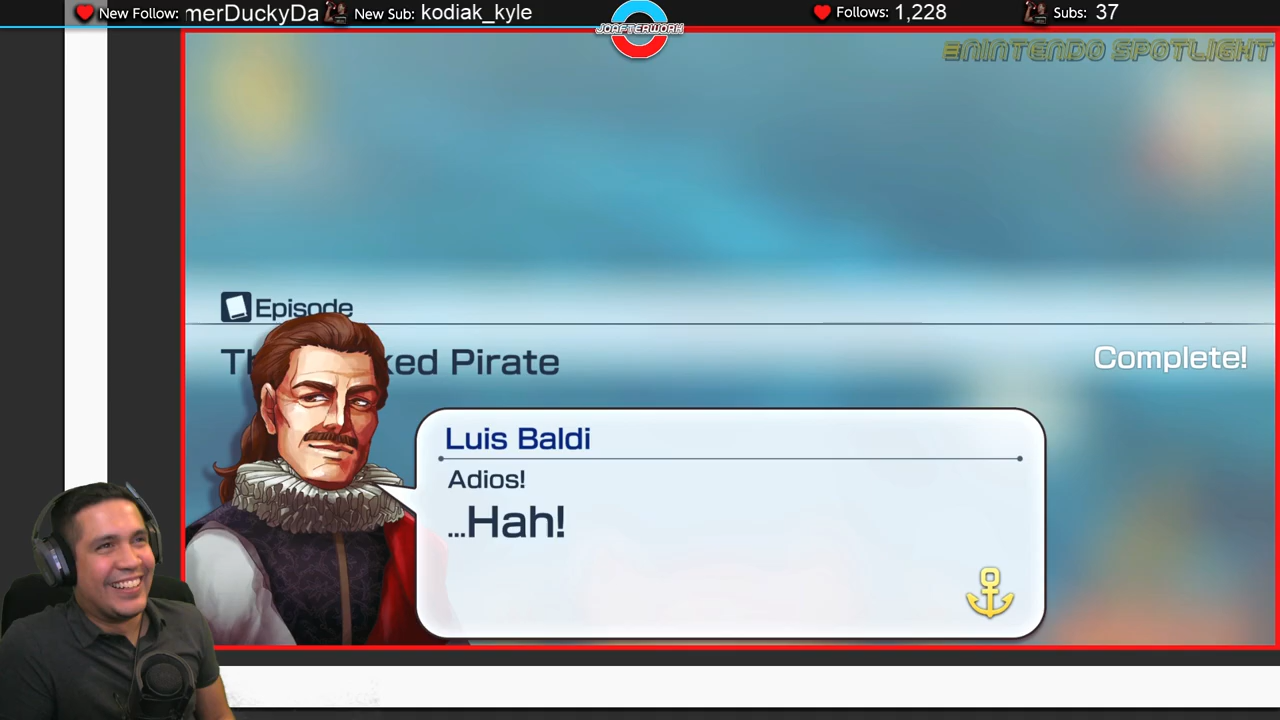 New Follow: merDuckyDa
New Sub: kodiak_kyle
JOAFTERWORK
Follows: 1,228
Subs: 37
NINTENDO SPOTLIGHT
Episode
ked Pirate
Complete!
Luis Baldi
Adios!
...Hah!